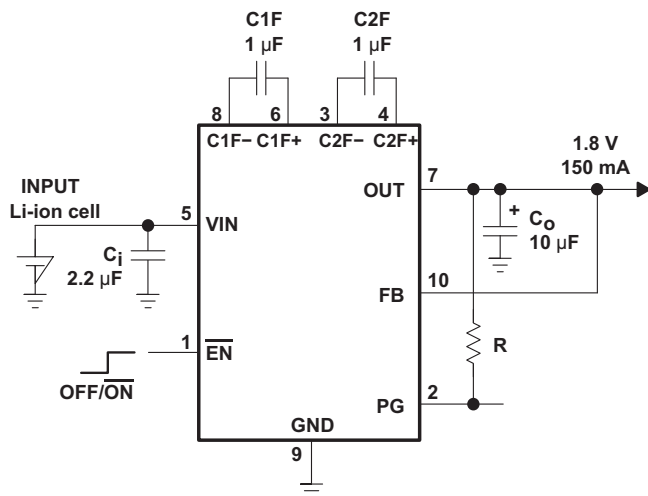 C1F
1 µF
C2F
1 µF
8
6
3
4
C1F− C1F+ C2F− C2F+
1.8 V
150 mA
7
OUT
INPUT
Li-ion cell
5
VIN
Ci
2.2 µF
+
Co
10 µF
10
FB
1
EN
OFF/ON
R
2
PG
GND
9